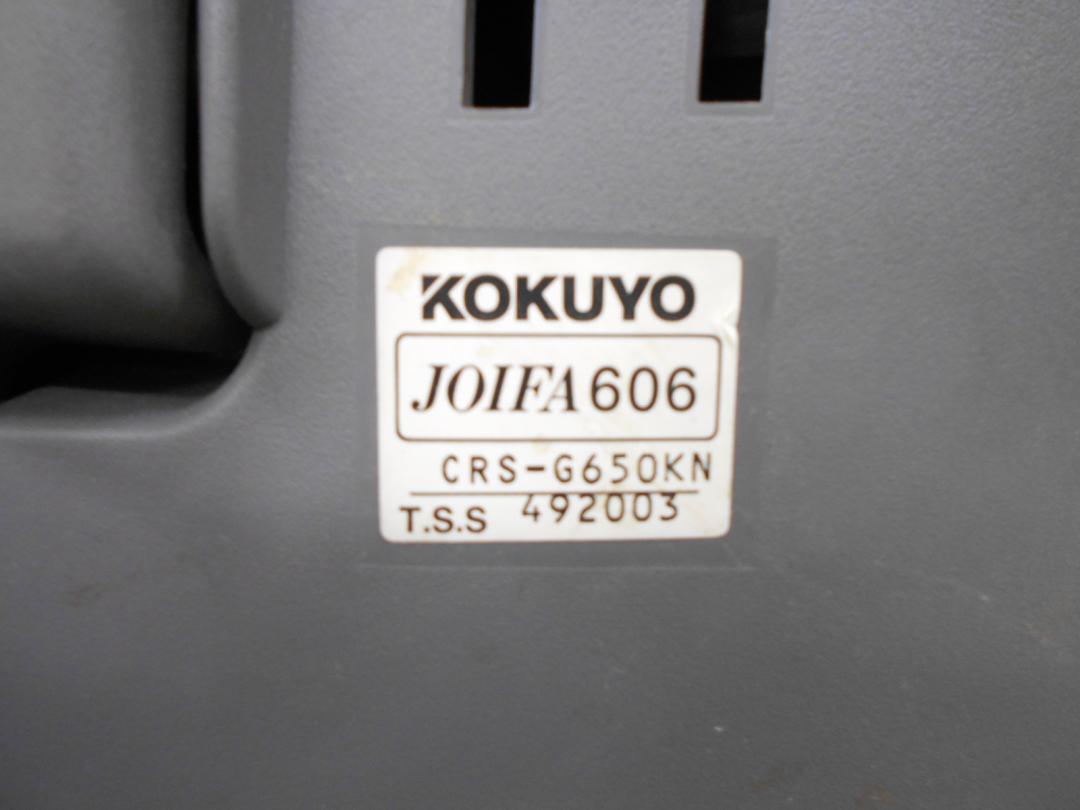 KOKUYO
JOIFA606
CRS-G650KN
T.S.S 492003